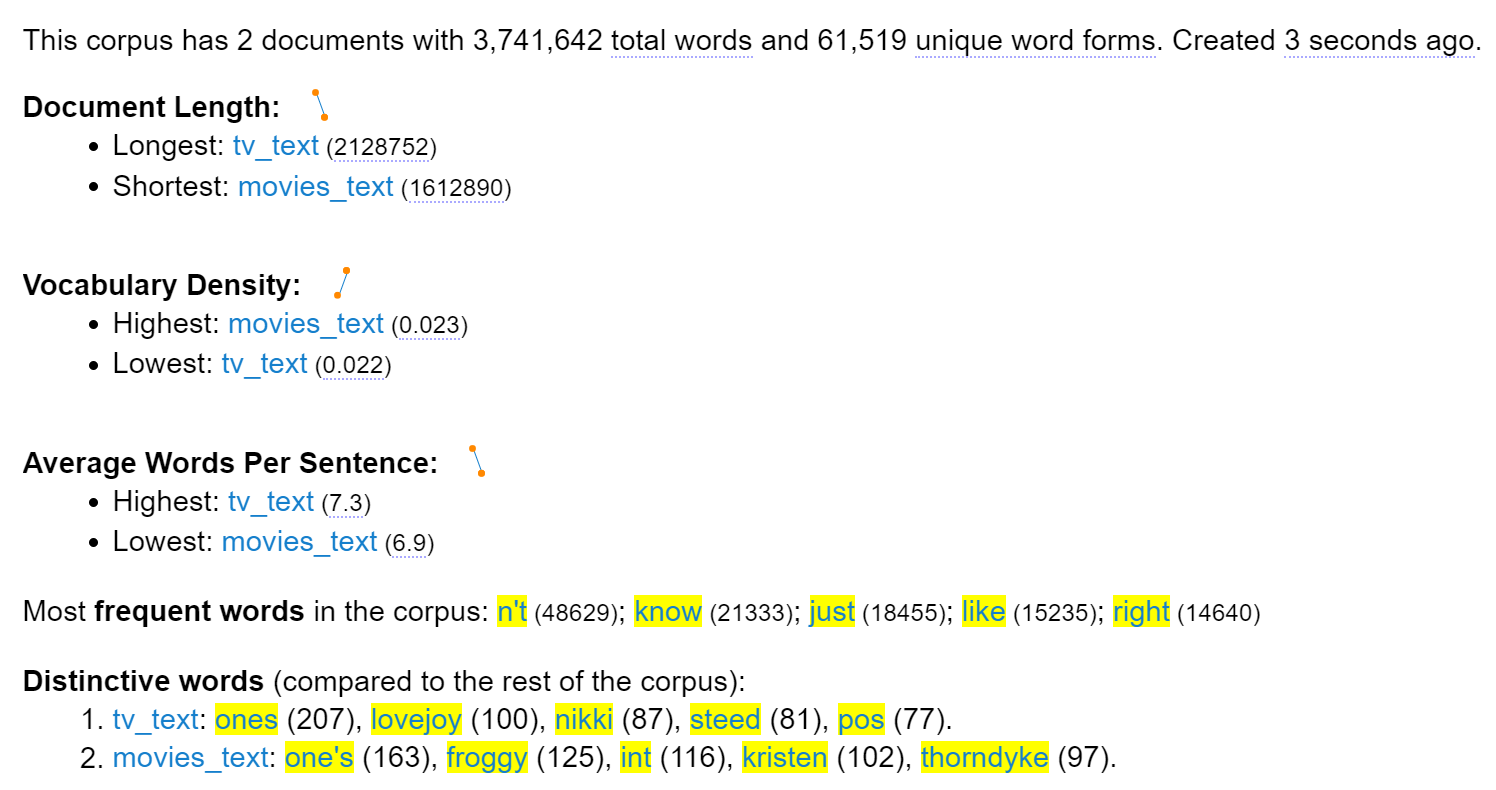 This corpus has 2 documents with 3,741,642 total words and 61,519 unique word forms. Created 3 seconds ago.
Document Length:
• Longest: tv_text (2128752)
• Shortest: movies_text (1612890)
Vocabulary Density:
• Highest: movies_text (0.023)
• Lowest: tv_text (0.022)
Average Words Per Sentence:
• Highest: tv_text (7.3)
• Lowest: movies_text (6.9)
Most frequent words in the corpus: n't (48629); know (21333); just (18455); like (15235); right (14640)
Distinctive words (compared to the rest of the corpus):
1. tv_text: ones (207), lovejoy (100), nikki (87), steed (81), pos (77).
2. movies_text: one's (163), froggy (125), int (116), kristen (102), thorndyke (97).